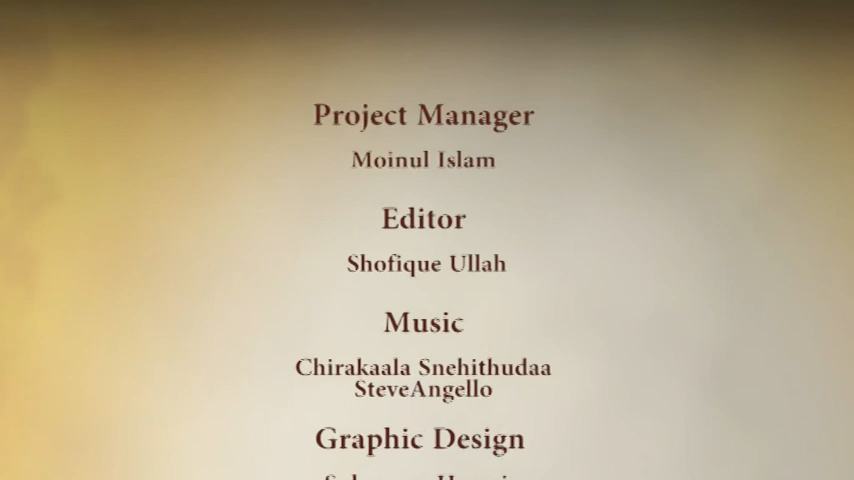 Project Manager
Moinul Islam
Editor
Shofique Ullah
Music
Chirakaala Snehithudaa
SteveAngello
Graphic Design